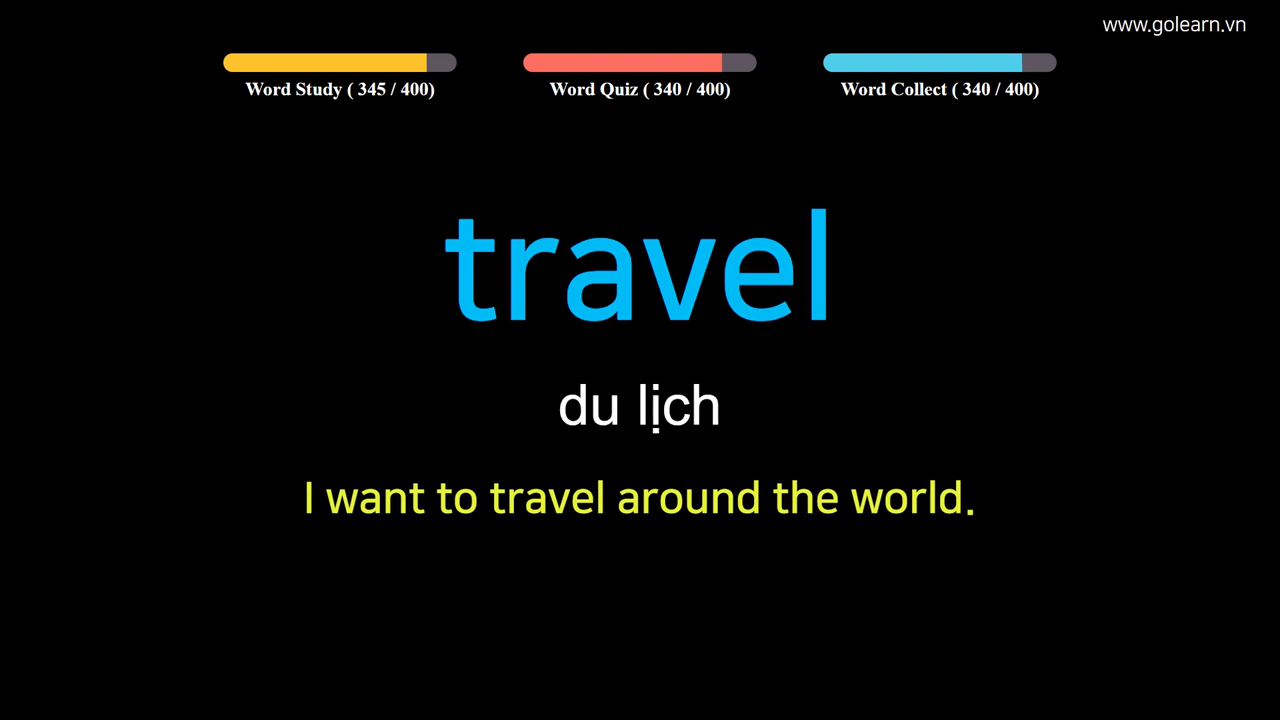 www.golearn.vn
Word Study ( 345 / 400)
Word Quiz ( 340 / 400)
Word Collect ( 340 / 400)
travel
du lịch
I want to travel around the world.